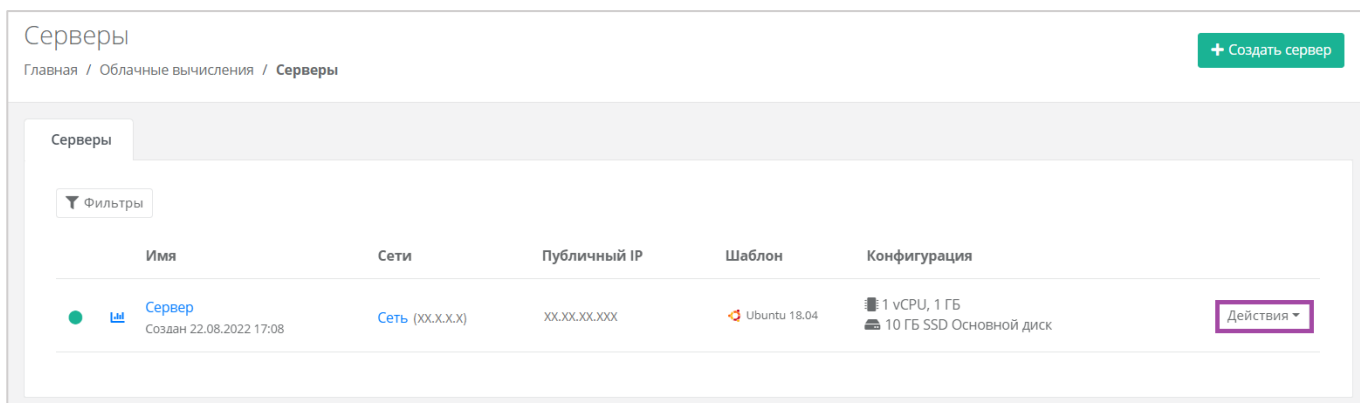 Серверы
+ Создать сервер
Главная / Облачные вычисления / Серверы
Серверы
Фильтры
Имя Сети Публичный IP Шаблон Конфигурация
Сервер
Создан 22.08.2022 17:08
Сеть (XX.X.X.X)
XX.XX.XX.XXX
Ubuntu 18.04
1 vCPU, 1 ГБ
10 ГБ SSD Основной диск
Действия